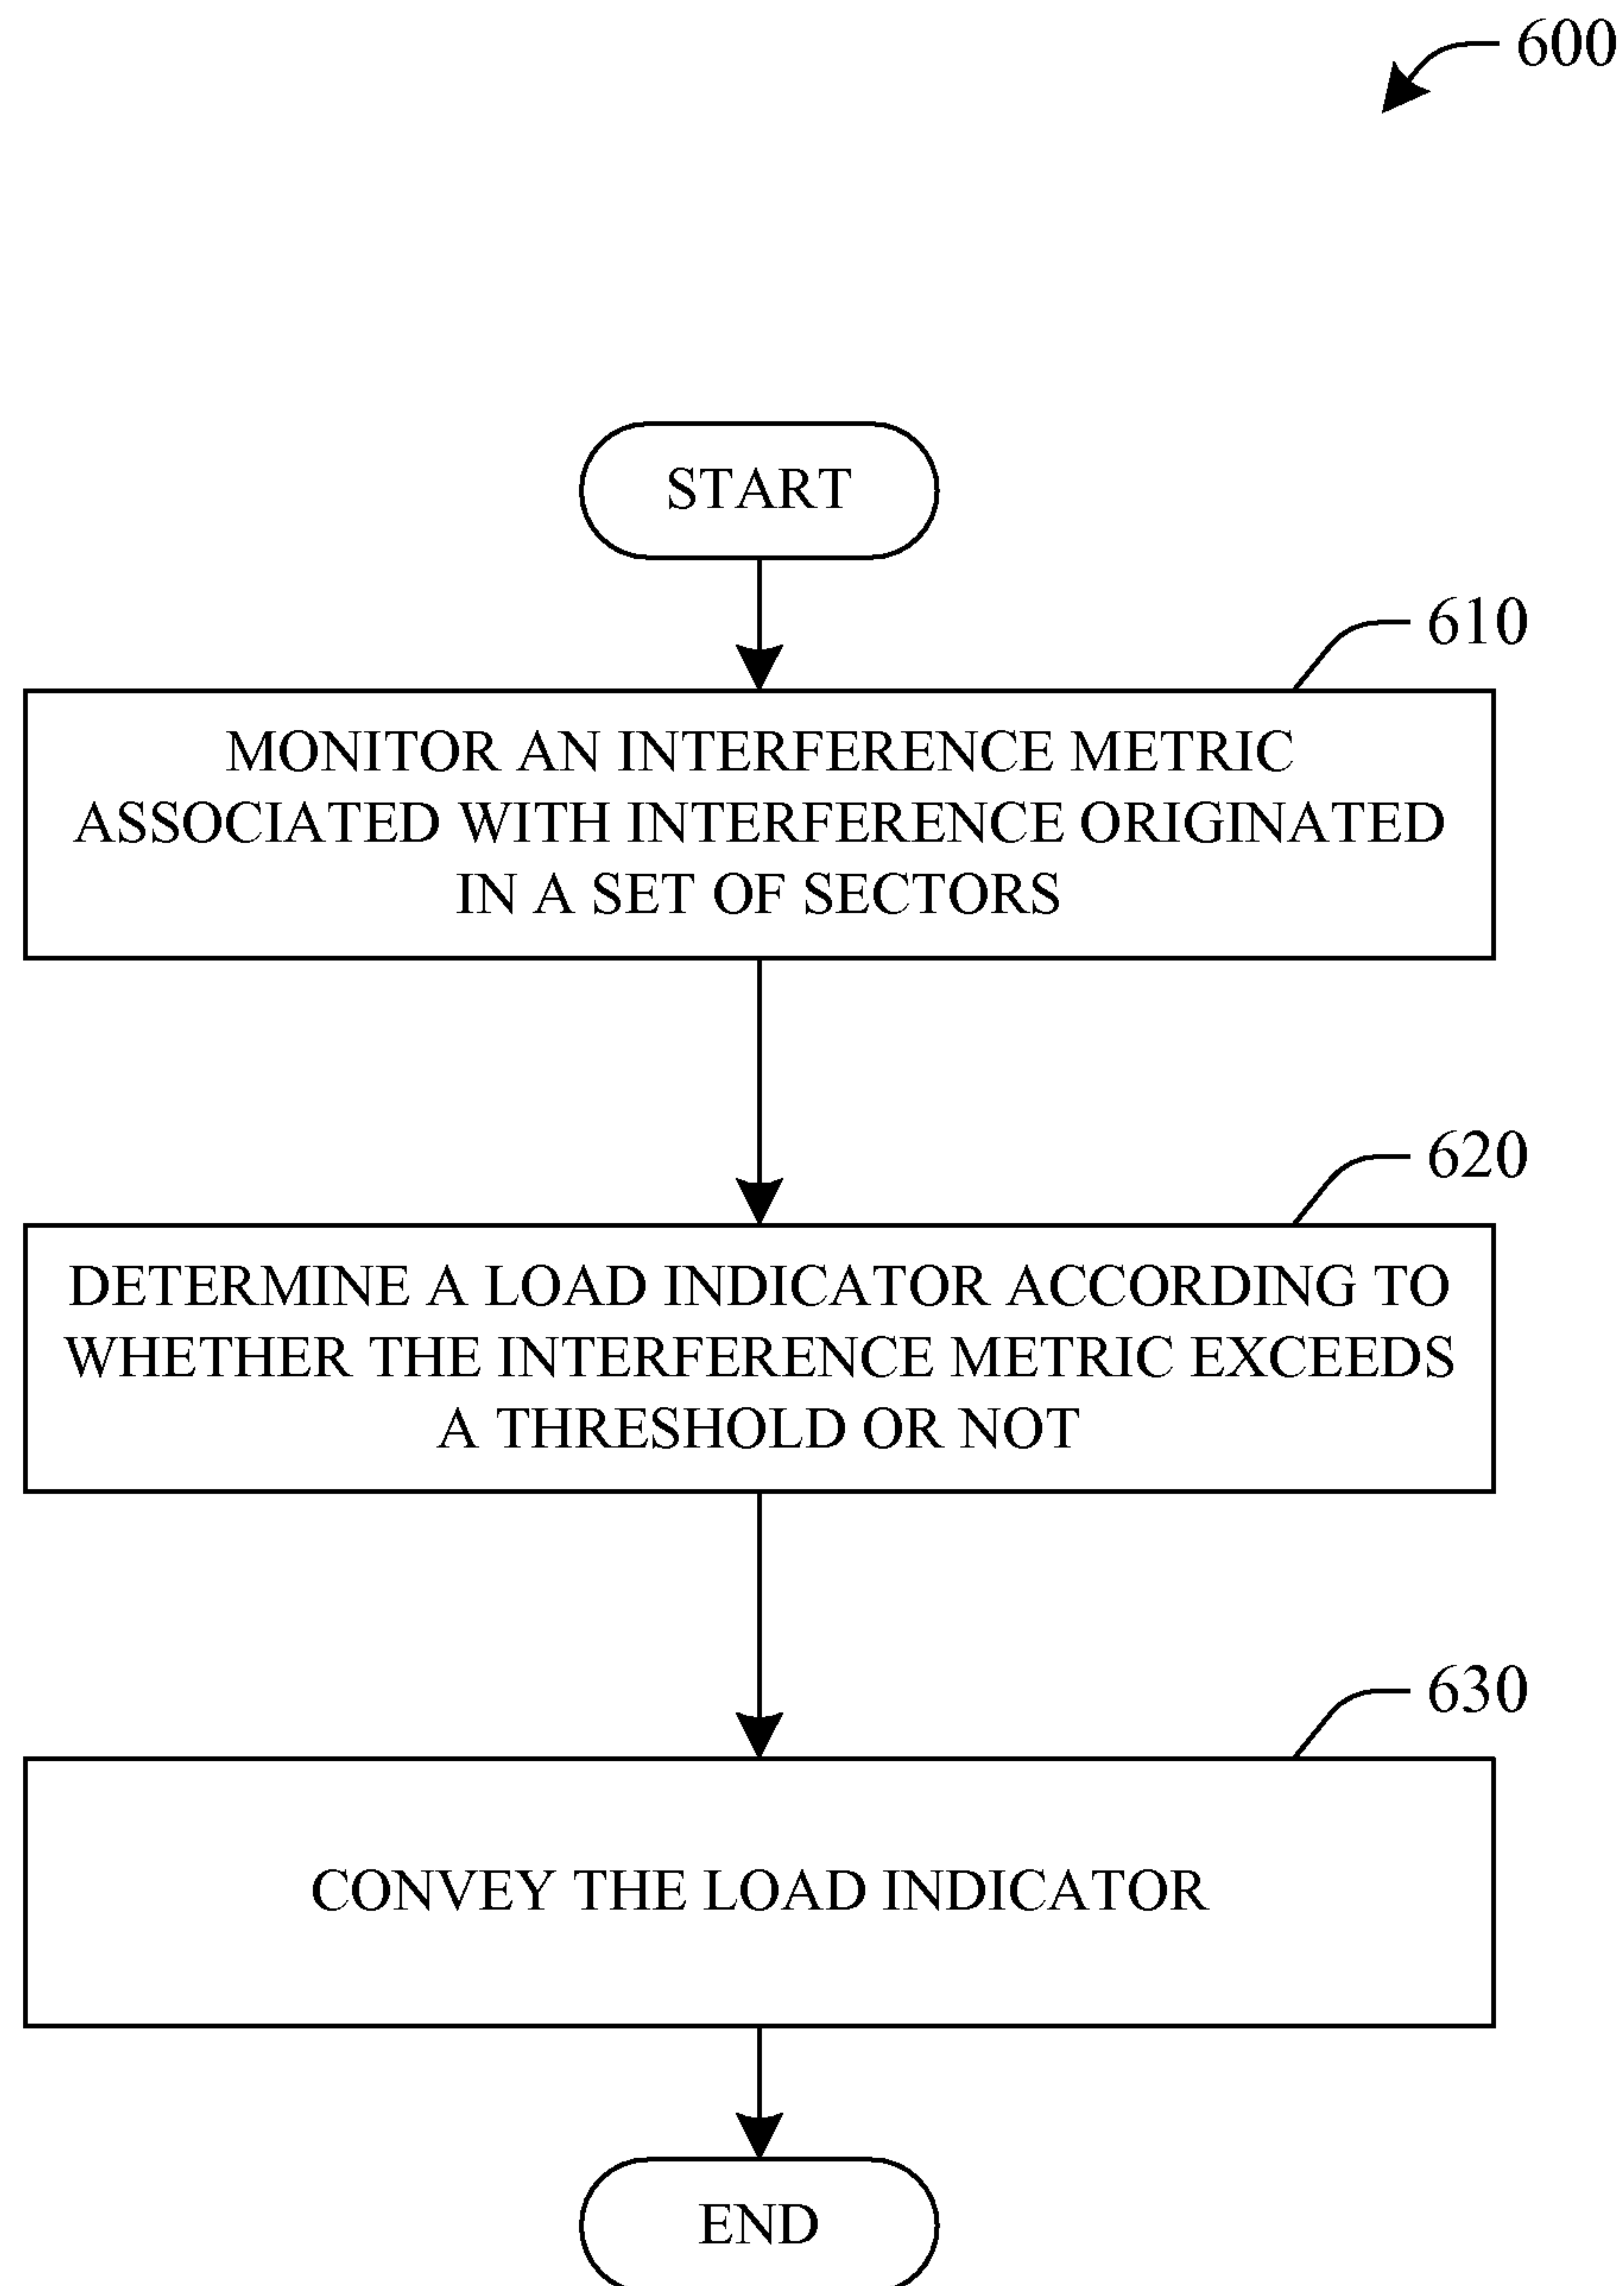 600
START
610
MONITOR AN INTERFERENCE METRIC
ASSOCIATED WITH INTERFERENCE ORIGINATED
IN A SET OF SECTORS
620
DETERMINE A LOAD INDICATOR ACCORDING TO
WHETHER THE INTERFERENCE METRIC EXCEEDS
A THRESHOLD OR NOT
630
CONVEY THE LOAD INDICATOR
END